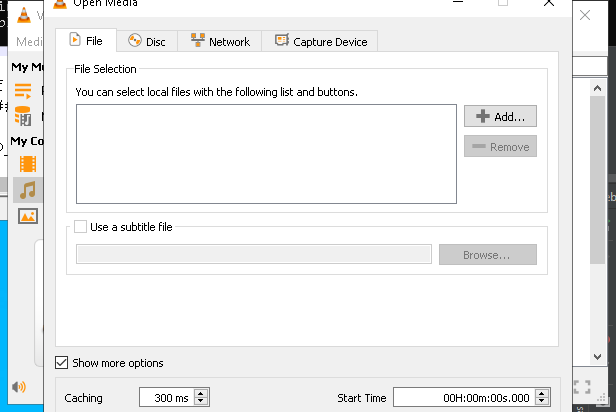 Open Media
Medi
File
Disc
Network
Capture Device
My M
File Selection
You can select local files with the following list and buttons.
Add...
Remove
My Co
Use a subtitle file
Browse...
Show more options
Caching
300 ms
Start Time
00H:00m:00s.000